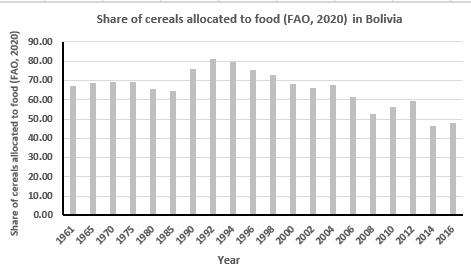 Share of cereals allocated to food (FAO, 2020) in Bolivia
Share of cereals allocated to food (FAO, 2020)
90.00
80.00
70.00
60.00
50.00
40.00
30.00
20.00
10.00
0.00
1961 1965 1970 1975 1980 1985 1990 1992 1994 1996 1998 2000 2002 2004 2006 2008 2010 2012 2014 2016
Year